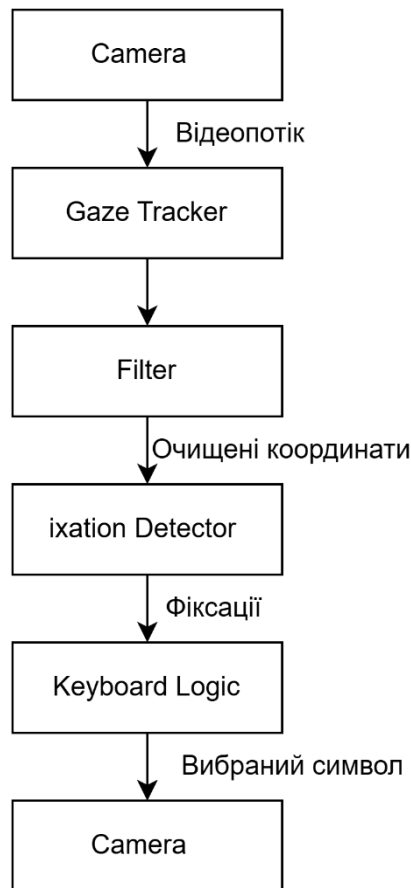 Camera
Відеопотік
Gaze Tracker
Filter
Очищені координати
ixation Detector
Фіксації
Keyboard Logic
Вибраний символ
Camera